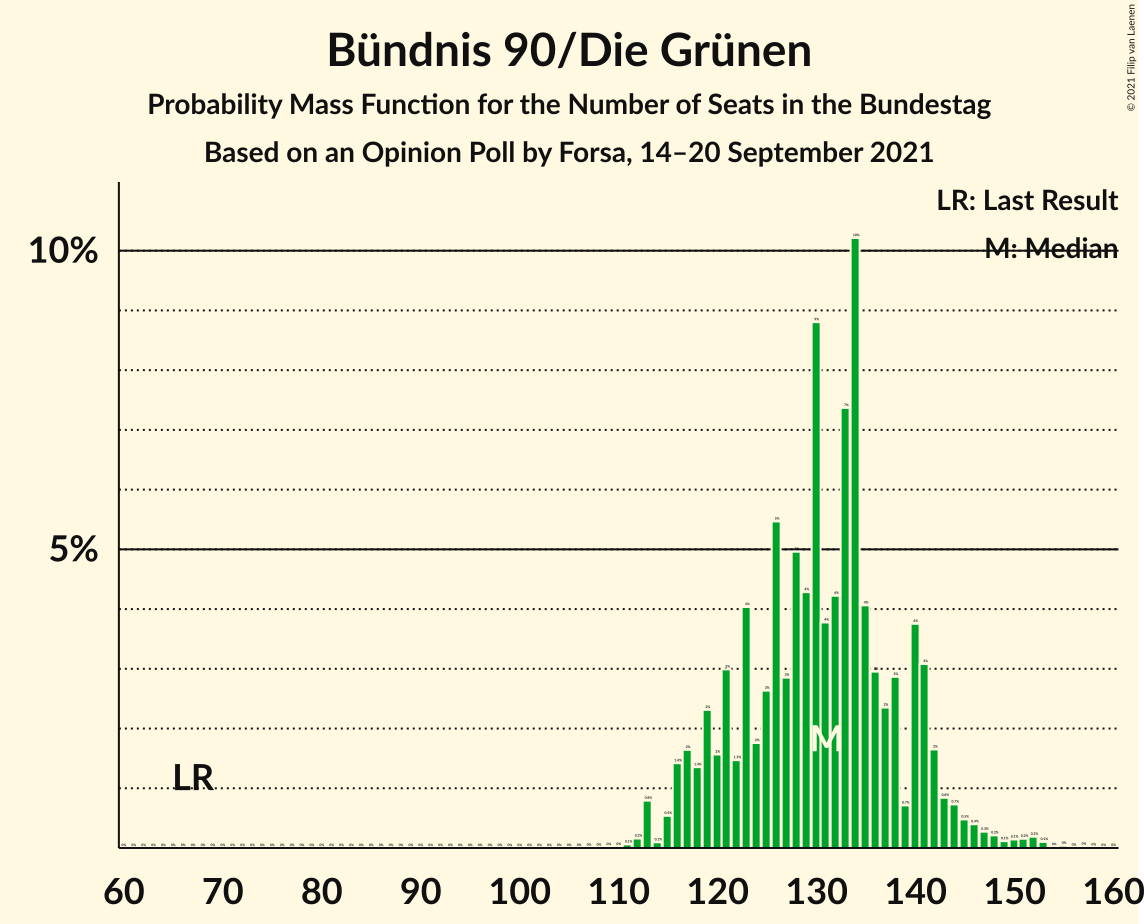 Bündnis 90/Die Grünen
Probability Mass Function for the Number of Seats in the Bundestag
Based on an Opinion Poll by Forsa, 14–20 September 2021
© 2021 Filip van Laenen
LR: Last Result
M: Median
10%
5%
LR
M
60 70 80 90 100 110 120 130 140 150 160